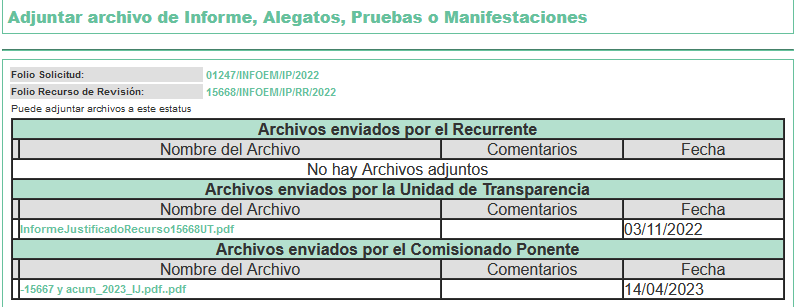 Adjuntar archivo de Informe, Alegatos, Pruebas o Manifestaciones
Folio Solicitud: 01247/INFOEM/IP/2022
Folio Recurso de Revisión: 15668/INFOEM/IP/RR/2022
Puede adjuntar archivos a este estatus
Archivos enviados por el Recurrente
Nombre del Archivo Comentarios Fecha
No hay Archivos adjuntos
Archivos enviados por la Unidad de Transparencia
Nombre del Archivo Comentarios Fecha
InformeJustificadoRecurso15668UT.pdf 03/11/2022
Archivos enviados por el Comisionado Ponente
Nombre del Archivo Comentarios Fecha
-15667 y acum_2023_IJ.pdf..pdf 14/04/2023